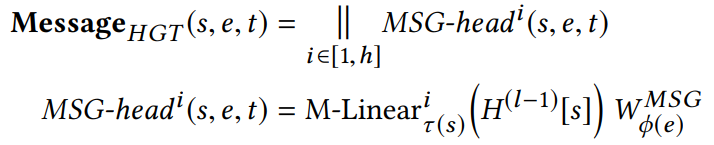 Message_{HGT}(s, e, t) = ∥_{i∈[1,h]} MSG-head^i(s, e, t)
MSG-head^i(s, e, t) = M-Linear^i_{τ(s)}(H^{(l−1)}[s]) W^{MSG}_{ϕ(e)}